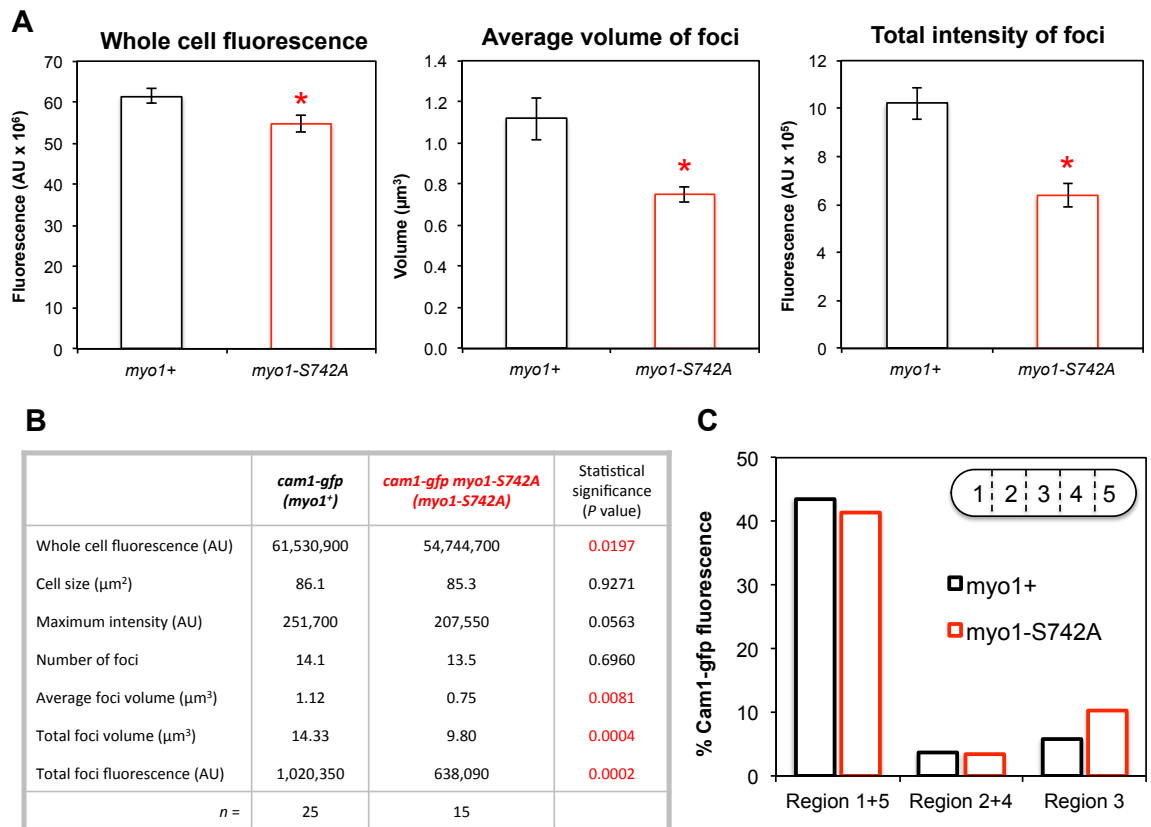 A
Whole cell fluorescence
Fluorescence (AU x 10⁶)
70
60
50
40
30
20
10
0
*
myo1+
myo1-S742A
Average volume of foci
Volume (µm³)
1.4
1.2
1.0
0.8
0.6
0.4
0.2
0.0
*
myo1+
myo1-S742A
Total intensity of foci
Fluorescence (AU x 10⁵)
12
10
8
6
4
2
0
*
myo1+
myo1-S742A
B
cam1-gfp (myo1⁺)
cam1-gfp myo1-S742A (myo1-S742A)
Statistical significance (P value)
Whole cell fluorescence (AU) 61,530,900 54,744,700 0.0197
Cell size (µm²) 86.1 85.3 0.9271
Maximum intensity (AU) 251,700 207,550 0.0563
Number of foci 14.1 13.5 0.6960
Average foci volume (µm³) 1.12 0.75 0.0081
Total foci volume (µm³) 14.33 9.80 0.0004
Total foci fluorescence (AU) 1,020,350 638,090 0.0002
n = 25 15
C
% Cam1-gfp fluorescence
50
40
30
20
10
0
1 2 3 4 5
myo1+
myo1-S742A
Region 1+5 Region 2+4 Region 3